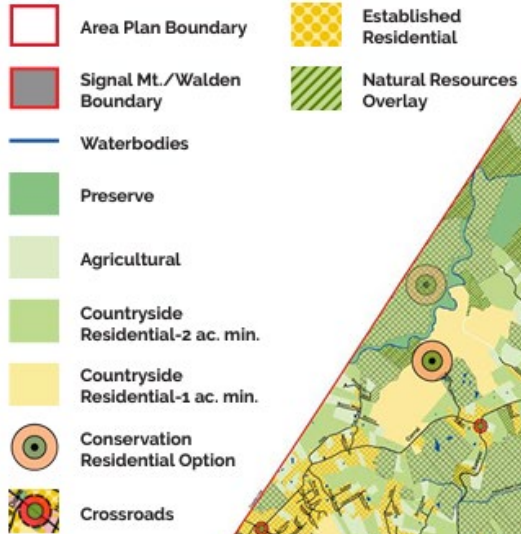 Area Plan Boundary
Signal Mt./Walden
Boundary
Waterbodies
Preserve
Agricultural
Countryside
Residential-2 ac. min.
Countryside
Residential-1 ac. min.
Conservation
Residential Option
Crossroads
Established
Residential
Natural Resources
Overlay